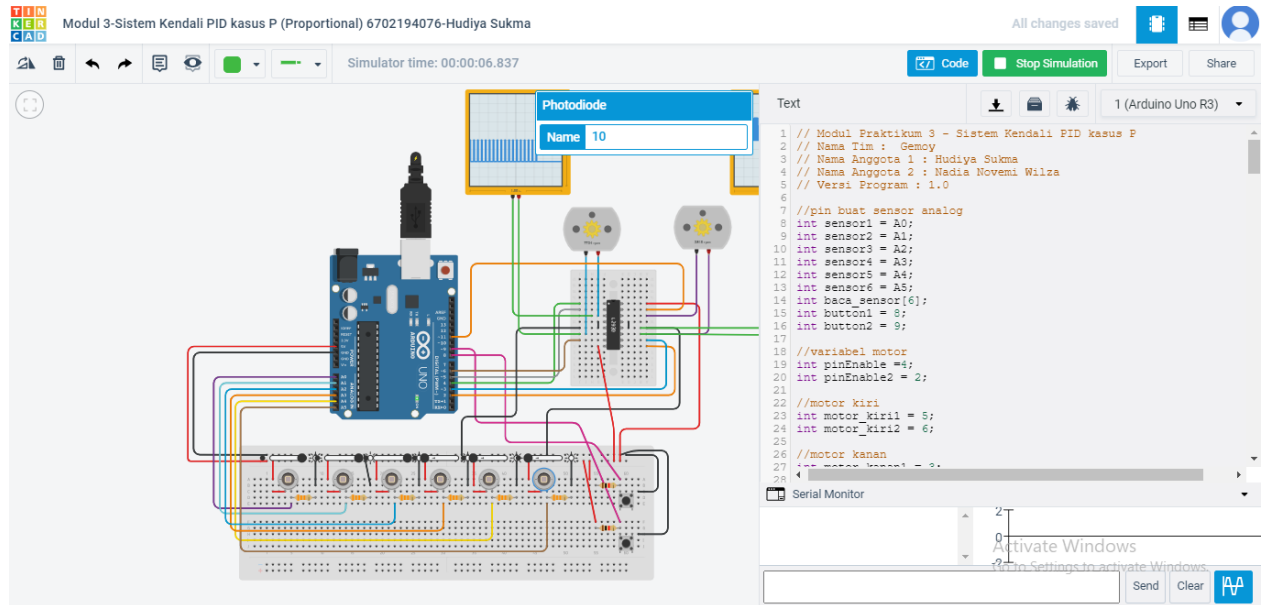 TIN
KER
CAD
Modul 3-Sistem Kendali PID kasus P (Proportional) 6702194076-Hudiya Sukma
All changes saved
Simulator time: 00:00:06.837
Code
Stop Simulation
Export
Share
Photodiode
Name 10
Text
1 (Arduino Uno R3)
1 // Modul Praktikum 3 - Sistem Kendali PID kasus P
2 // Nama Tim :  Gemoy
3 // Nama Anggota 1 : Hudiya Sukma
4 // Nama Anggota 2 : Nadia Novemi Wilza
5 // Versi Program : 1.0
6
7 //pin buat sensor analog
8 int sensor1 = A0;
9 int sensor2 = A1;
10 int sensor3 = A2;
11 int sensor4 = A3;
12 int sensor5 = A4;
13 int sensor6 = A5;
14 int baca_sensor[6];
15 int button1 = 8;
16 int button2 = 9;
17
18 //variabel motor
19 int pinEnable =4;
20 int pinEnable2 = 2;
21
22 //motor kiri
23 int motor_kiri1 = 5;
24 int motor_kiri2 = 6;
25
26 //motor kanan
27 int motor_kanan1 = 3;
28
Serial Monitor
2
0
-2
Activate Windows
Go to Settings to activate Windows.
Send
Clear
ARDUINO
UNO
L293D